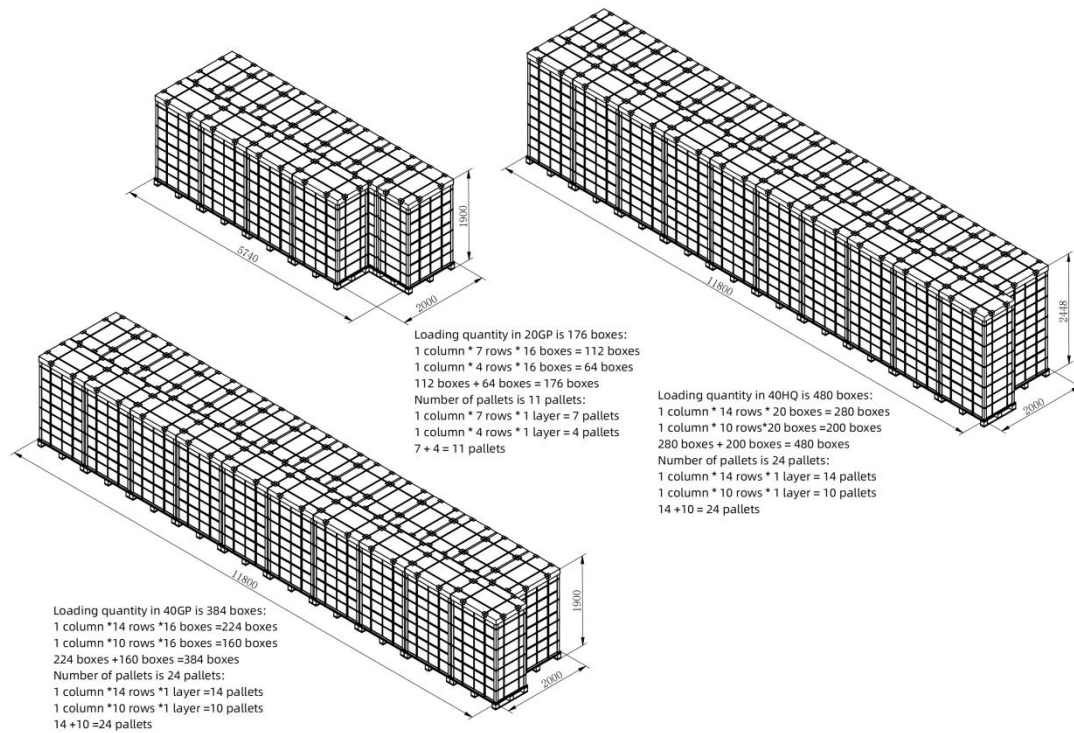 5740
2000
1900
Loading quantity in 20GP is 176 boxes:
1 column * 7 rows * 16 boxes = 112 boxes
1 column * 4 rows * 16 boxes = 64 boxes
112 boxes + 64 boxes = 176 boxes
Number of pallets is 11 pallets:
1 column * 7 rows * 1 layer = 7 pallets
1 column * 4 rows * 1 layer = 4 pallets
7 + 4 = 11 pallets
11800
2000
2448
Loading quantity in 40HQ is 480 boxes:
1 column * 14 rows * 20 boxes = 280 boxes
1 column * 10 rows*20 boxes =200 boxes
280 boxes + 200 boxes = 480 boxes
Number of pallets is 24 pallets:
1 column * 14 rows * 1 layer = 14 pallets
1 column * 10 rows * 1 layer = 10 pallets
14 +10 = 24 pallets
11800
2000
1900
Loading quantity in 40GP is 384 boxes:
1 column *14 rows *16 boxes =224 boxes
1 column *10 rows *16 boxes =160 boxes
224 boxes +160 boxes =384 boxes
Number of pallets is 24 pallets:
1 column *14 rows *1 layer =14 pallets
1 column *10 rows *1 layer =10 pallets
14 +10 =24 pallets